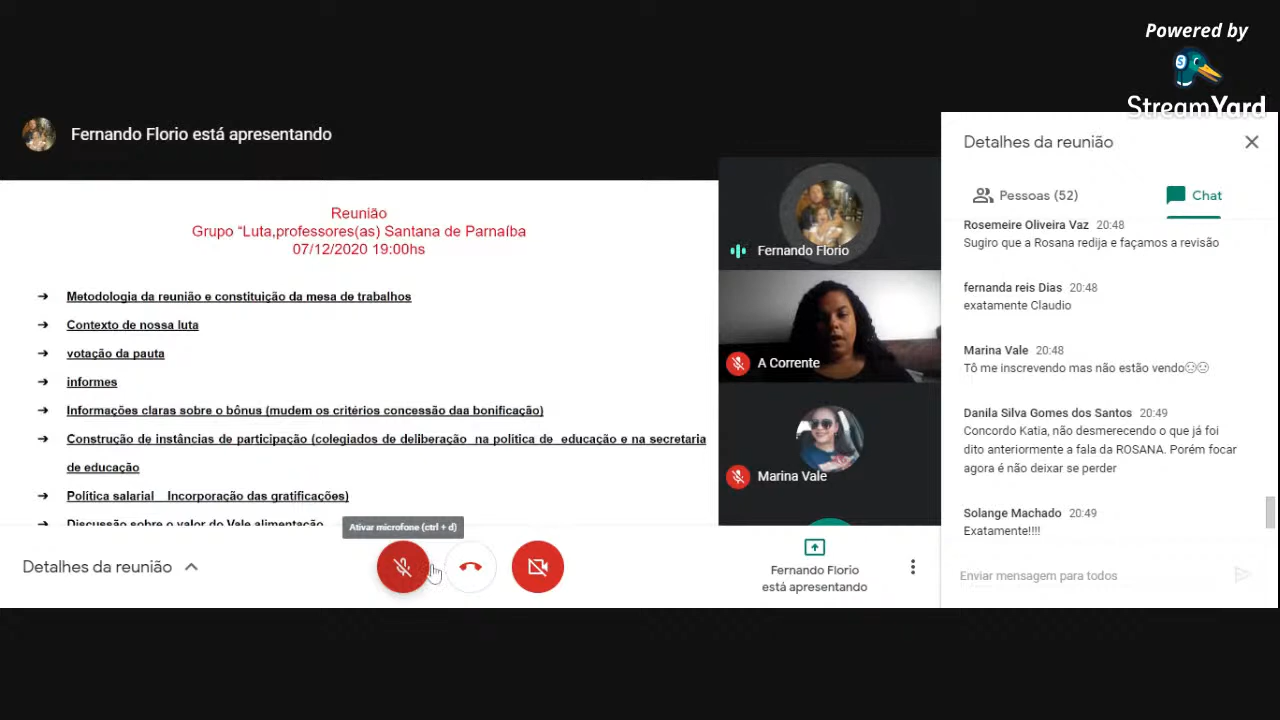 Powered by
StreamYard
Fernando Florio está apresentando
Reunião
Grupo “Luta,professores(as) Santana de Parnaíba
07/12/2020 19:00hs
➔ Metodologia da reunião e constituição da mesa de trabalhos
➔ Contexto de nossa luta
➔ votação da pauta
➔ informes
➔ Informações claras sobre o bônus (mudem os critérios concessão daa bonificação)
➔ Construção de instâncias de participação (colegiados de deliberação na política de educação e na secretaria
de educação
➔ Política salarial Incorporação das gratificações)
➔ Discussão sobre o valor do Vale alimentação
Ativar microfone (ctrl + d)
Detalhes da reunião
Fernando Florio
A Corrente
Marina Vale
Fernando Florio
está apresentando
Detalhes da reunião
Pessoas (52)
Chat
Rosemeire Oliveira Vaz 20:48
Sugiro que a Rosana redija e façamos a revisão
fernanda reis Dias 20:48
exatamente Claudio
Marina Vale 20:48
Tô me inscrevendo mas não estão vendo
Danila Silva Gomes dos Santos 20:49
Concordo Katia, não desmerecendo o que já foi
dito anteriormente a fala da ROSANA. Porém focar
agora é não deixar se perder
Solange Machado 20:49
Exatamente!!!!
Enviar mensagem para todos